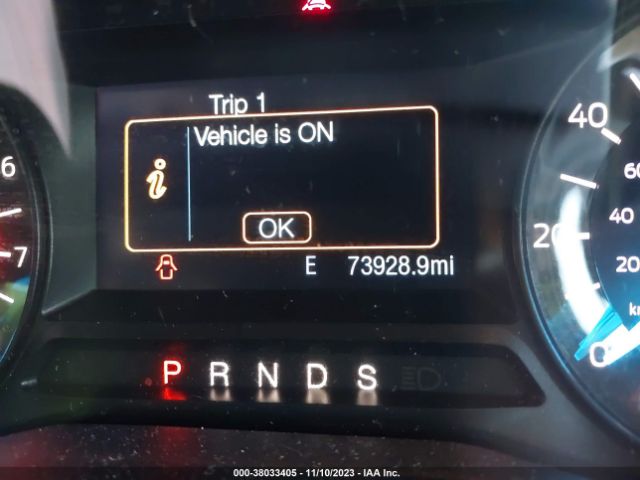 Trip 1
Vehicle is ON
i
OK
E 73928.9mi
P R N D S
6
7
40
20
0
60
40
20
000-38033405 - 11/10/2023 - IAA Inc.